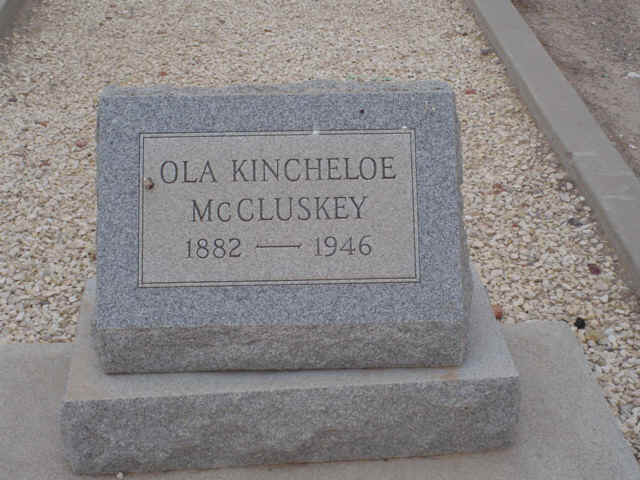 OLA KINCHELOE
McCLUSKEY
1882 — 1946